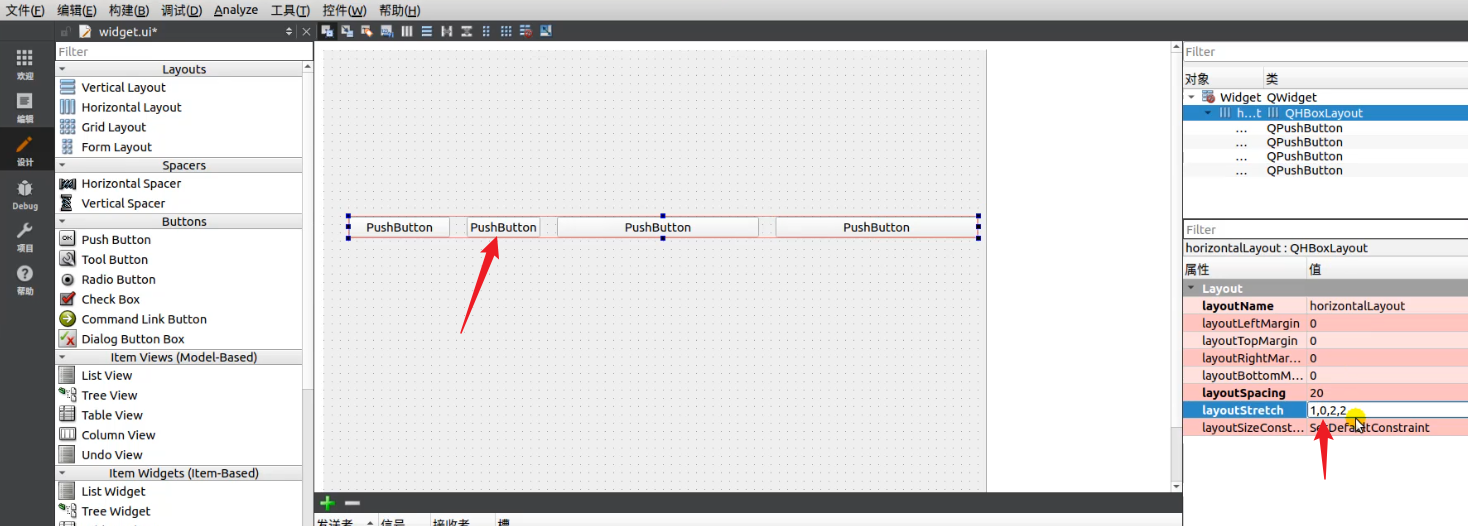 文件(F) 编辑(E) 构建(B) 调试(D) Analyze 工具(T) 控件(W) 帮助(H)
widget.ui*
欢迎
编辑
设计
Debug
项目
帮助
Filter
Layouts
Vertical Layout
Horizontal Layout
Grid Layout
Form Layout
Spacers
Horizontal Spacer
Vertical Spacer
Buttons
Push Button
Tool Button
Radio Button
Check Box
Command Link Button
Dialog Button Box
Item Views (Model-Based)
List View
Tree View
Table View
Column View
Undo View
Item Widgets (Item-Based)
List Widget
Tree Widget
PushButton PushButton PushButton PushButton
发送者 信号 接收者 槽
Filter
对象 类
Widget QWidget
h...t QHBoxLayout
... QPushButton
... QPushButton
... QPushButton
... QPushButton
Filter
horizontalLayout : QHBoxLayout
属性 值
Layout
layoutName horizontalLayout
layoutLeftMargin 0
layoutTopMargin 0
layoutRightMar... 0
layoutBottomM... 0
layoutSpacing 20
layoutStretch 1,0,2,2
layoutSizeConst... SetDefaultConstraint